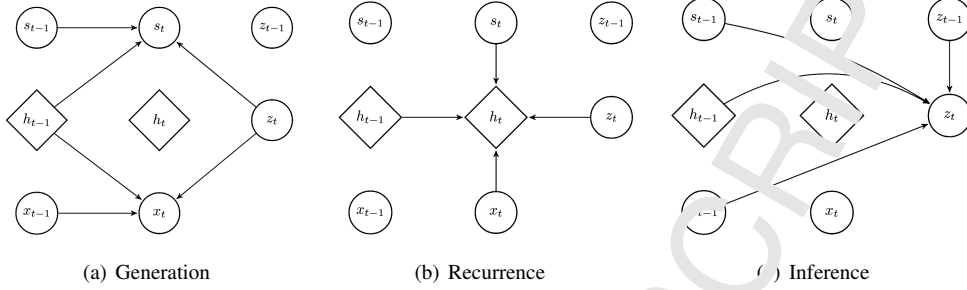 s_{t-1} s_t z_{t-1} s_{t-1} s_t z_{t-1} s_{t-1} s_t z_{t-1}
h_{t-1} h_t z_t h_{t-1} h_t z_t h_{t-1} h_t z_t
x_{t-1} x_t x_{t-1} x_t x_t
(a) Generation (b) Recurrence Inference
SCRIP